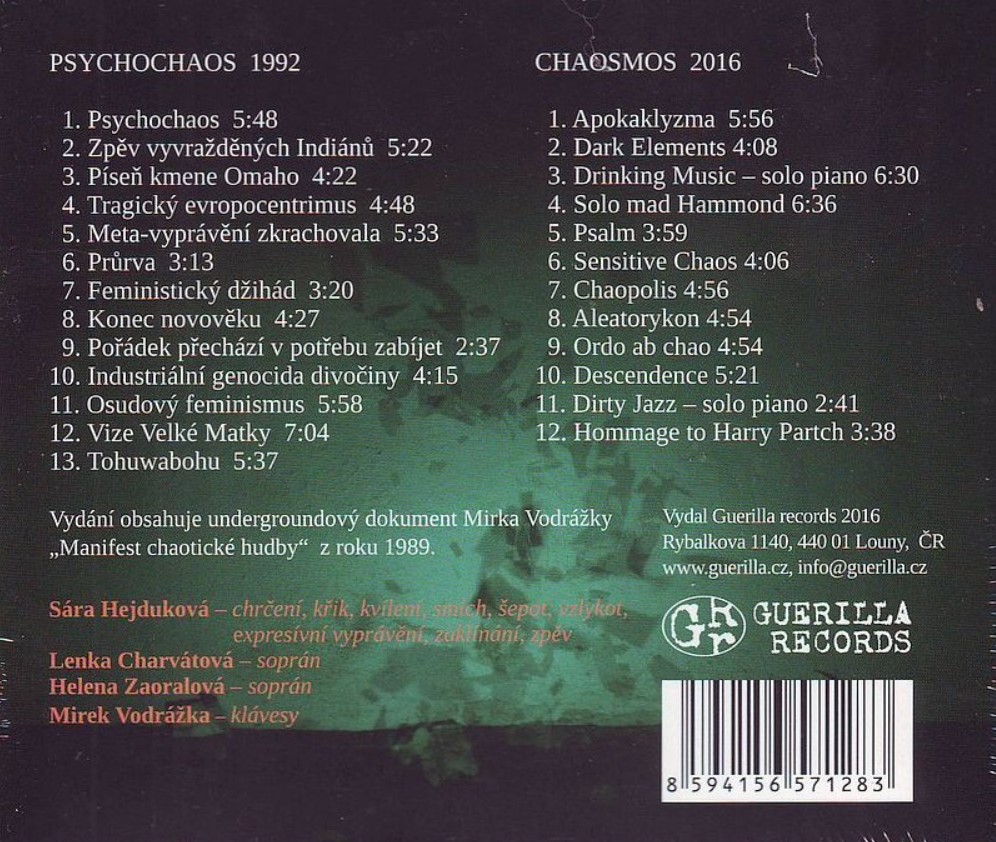 PSYCHOCHAOS 1992
1. Psychochaos 5:48
2. Zpěv vyvražděných Indiánů 5:22
3. Píseň kmene Omaho 4:22
4. Tragický evropocentrimus 4:48
5. Meta-vyprávění zkrachovala 5:33
6. Průrva 3:13
7. Feministický džihád 3:20
8. Konec novověku 4:27
9. Pořádek přechází v potřebu zabíjet 2:37
10. Industriální genocida divočiny 4:15
11. Osudový feminismus 5:58
12. Vize Velké Matky 7:04
13. Tohuwabohu 5:37
CHAOSMOS 2016
1. Apokaklyzma 5:56
2. Dark Elements 4:08
3. Drinking Music – solo piano 6:30
4. Solo mad Hammond 6:36
5. Psalm 3:59
6. Sensitive Chaos 4:06
7. Chaopolis 4:56
8. Aleatorykon 4:54
9. Ordo ab chao 4:54
10. Descendence 5:21
11. Dirty Jazz – solo piano 2:41
12. Hommage to Harry Partch 3:38
Vydání obsahuje undergroundový dokument Mirka Vodrážky
„Manifest chaotické hudby“ z roku 1989.
Sára Hejduková – chrčení, křik, kvílení, smích, šepot, vzlykot,
expresívní vyprávění, zaklínání, zpěv
Lenka Charvátová – soprán
Helena Zaoralová – soprán
Mirek Vodrážka – klávesy
Vydal Guerilla records 2016
Rybalkova 1140, 440 01 Louny, ČR
www.guerilla.cz, info@guerilla.cz
GRr
GUERILLA
RECORDS
8 594156 571283